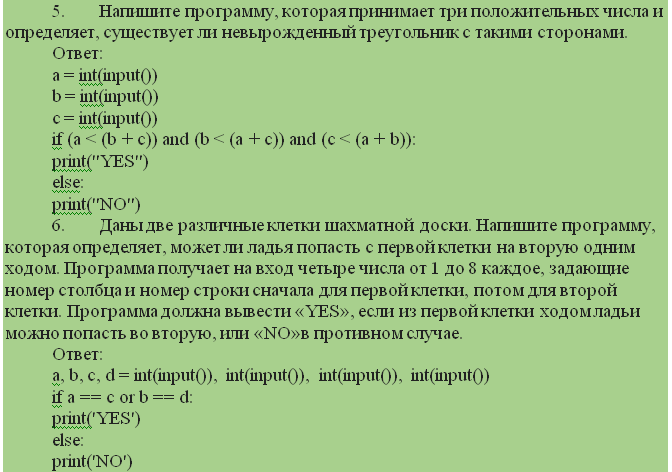 5. Напишите программу, которая принимает три положительных числа и
определяет, существует ли невырожденный треугольник с такими сторонами.
Ответ:
a = int(input())
b = int(input())
c = int(input())
if (a < (b + c)) and (b < (a + c)) and (c < (a + b)):
print("YES")
else:
print("NO")
6. Даны две различные клетки шахматной доски. Напишите программу,
которая определяет, может ли ладья попасть с первой клетки на вторую одним
ходом. Программа получает на вход четыре числа от 1 до 8 каждое, задающие
номер столбца и номер строки сначала для первой клетки, потом для второй
клетки. Программа должна вывести «YES», если из первой клетки ходом ладьи
можно попасть во вторую, или «NO»в противном случае.
Ответ:
a, b, c, d = int(input()), int(input()), int(input()), int(input())
if a == c or b == d:
print('YES')
else:
print('NO')